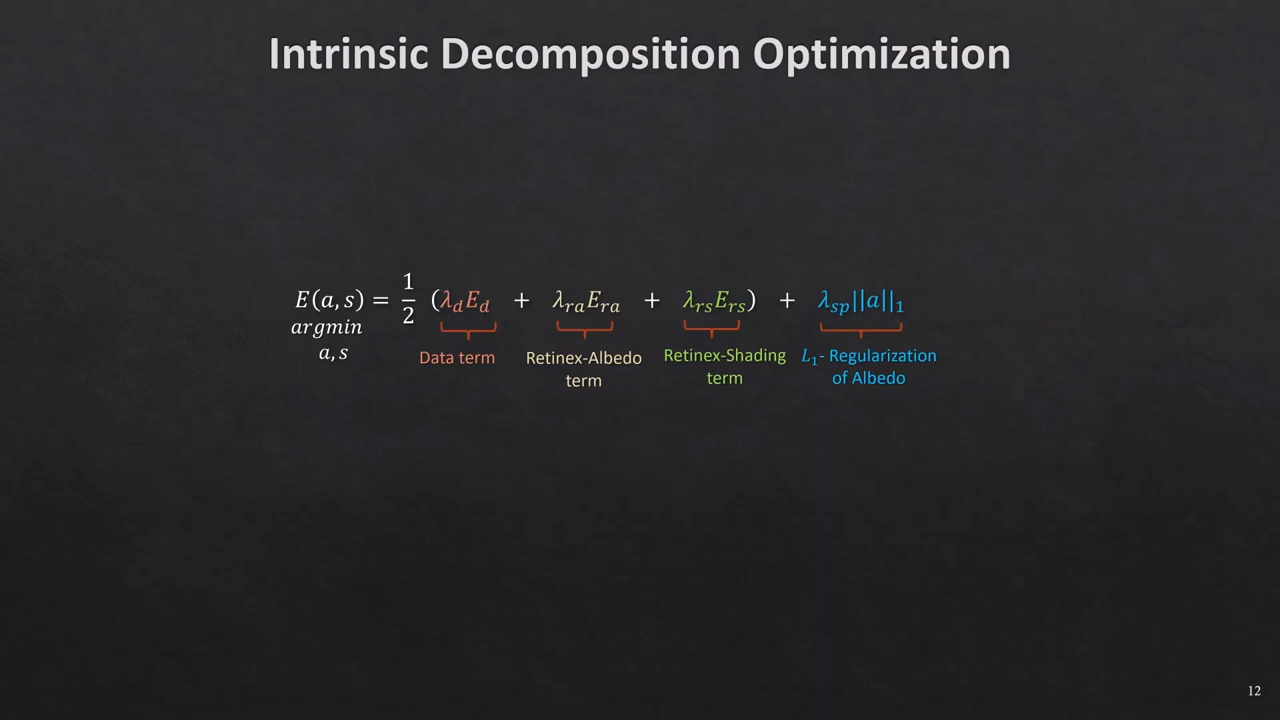 Intrinsic Decomposition Optimization
E(a, s) = 1/2 (λ_d E_d + λ_ra E_ra + λ_rs E_rs) + λ_sp||a||_1
argmin
a, s
Data term
Retinex-Albedo
term
Retinex-Shading
term
L_1- Regularization
of Albedo
12